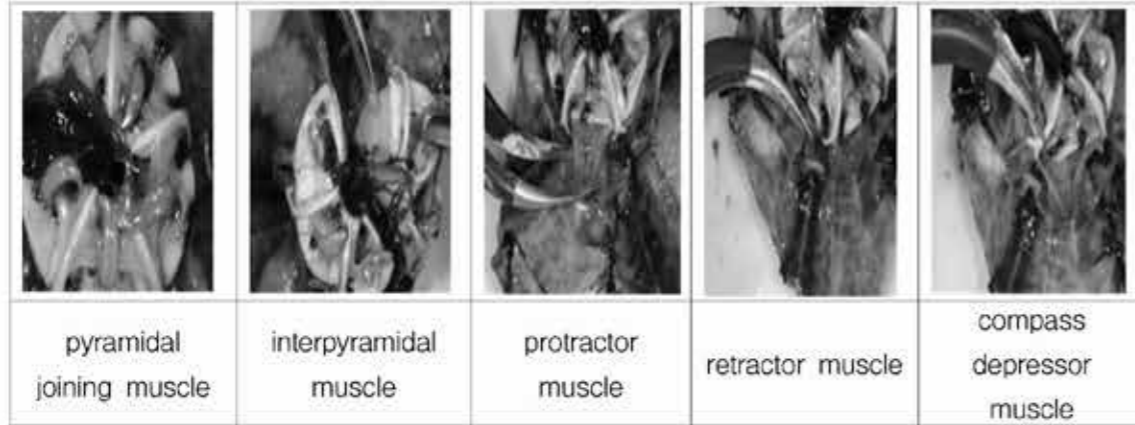 pyramidal
joining muscle
interpyramidal
muscle
protractor
muscle
retractor muscle
compass
depressor
muscle